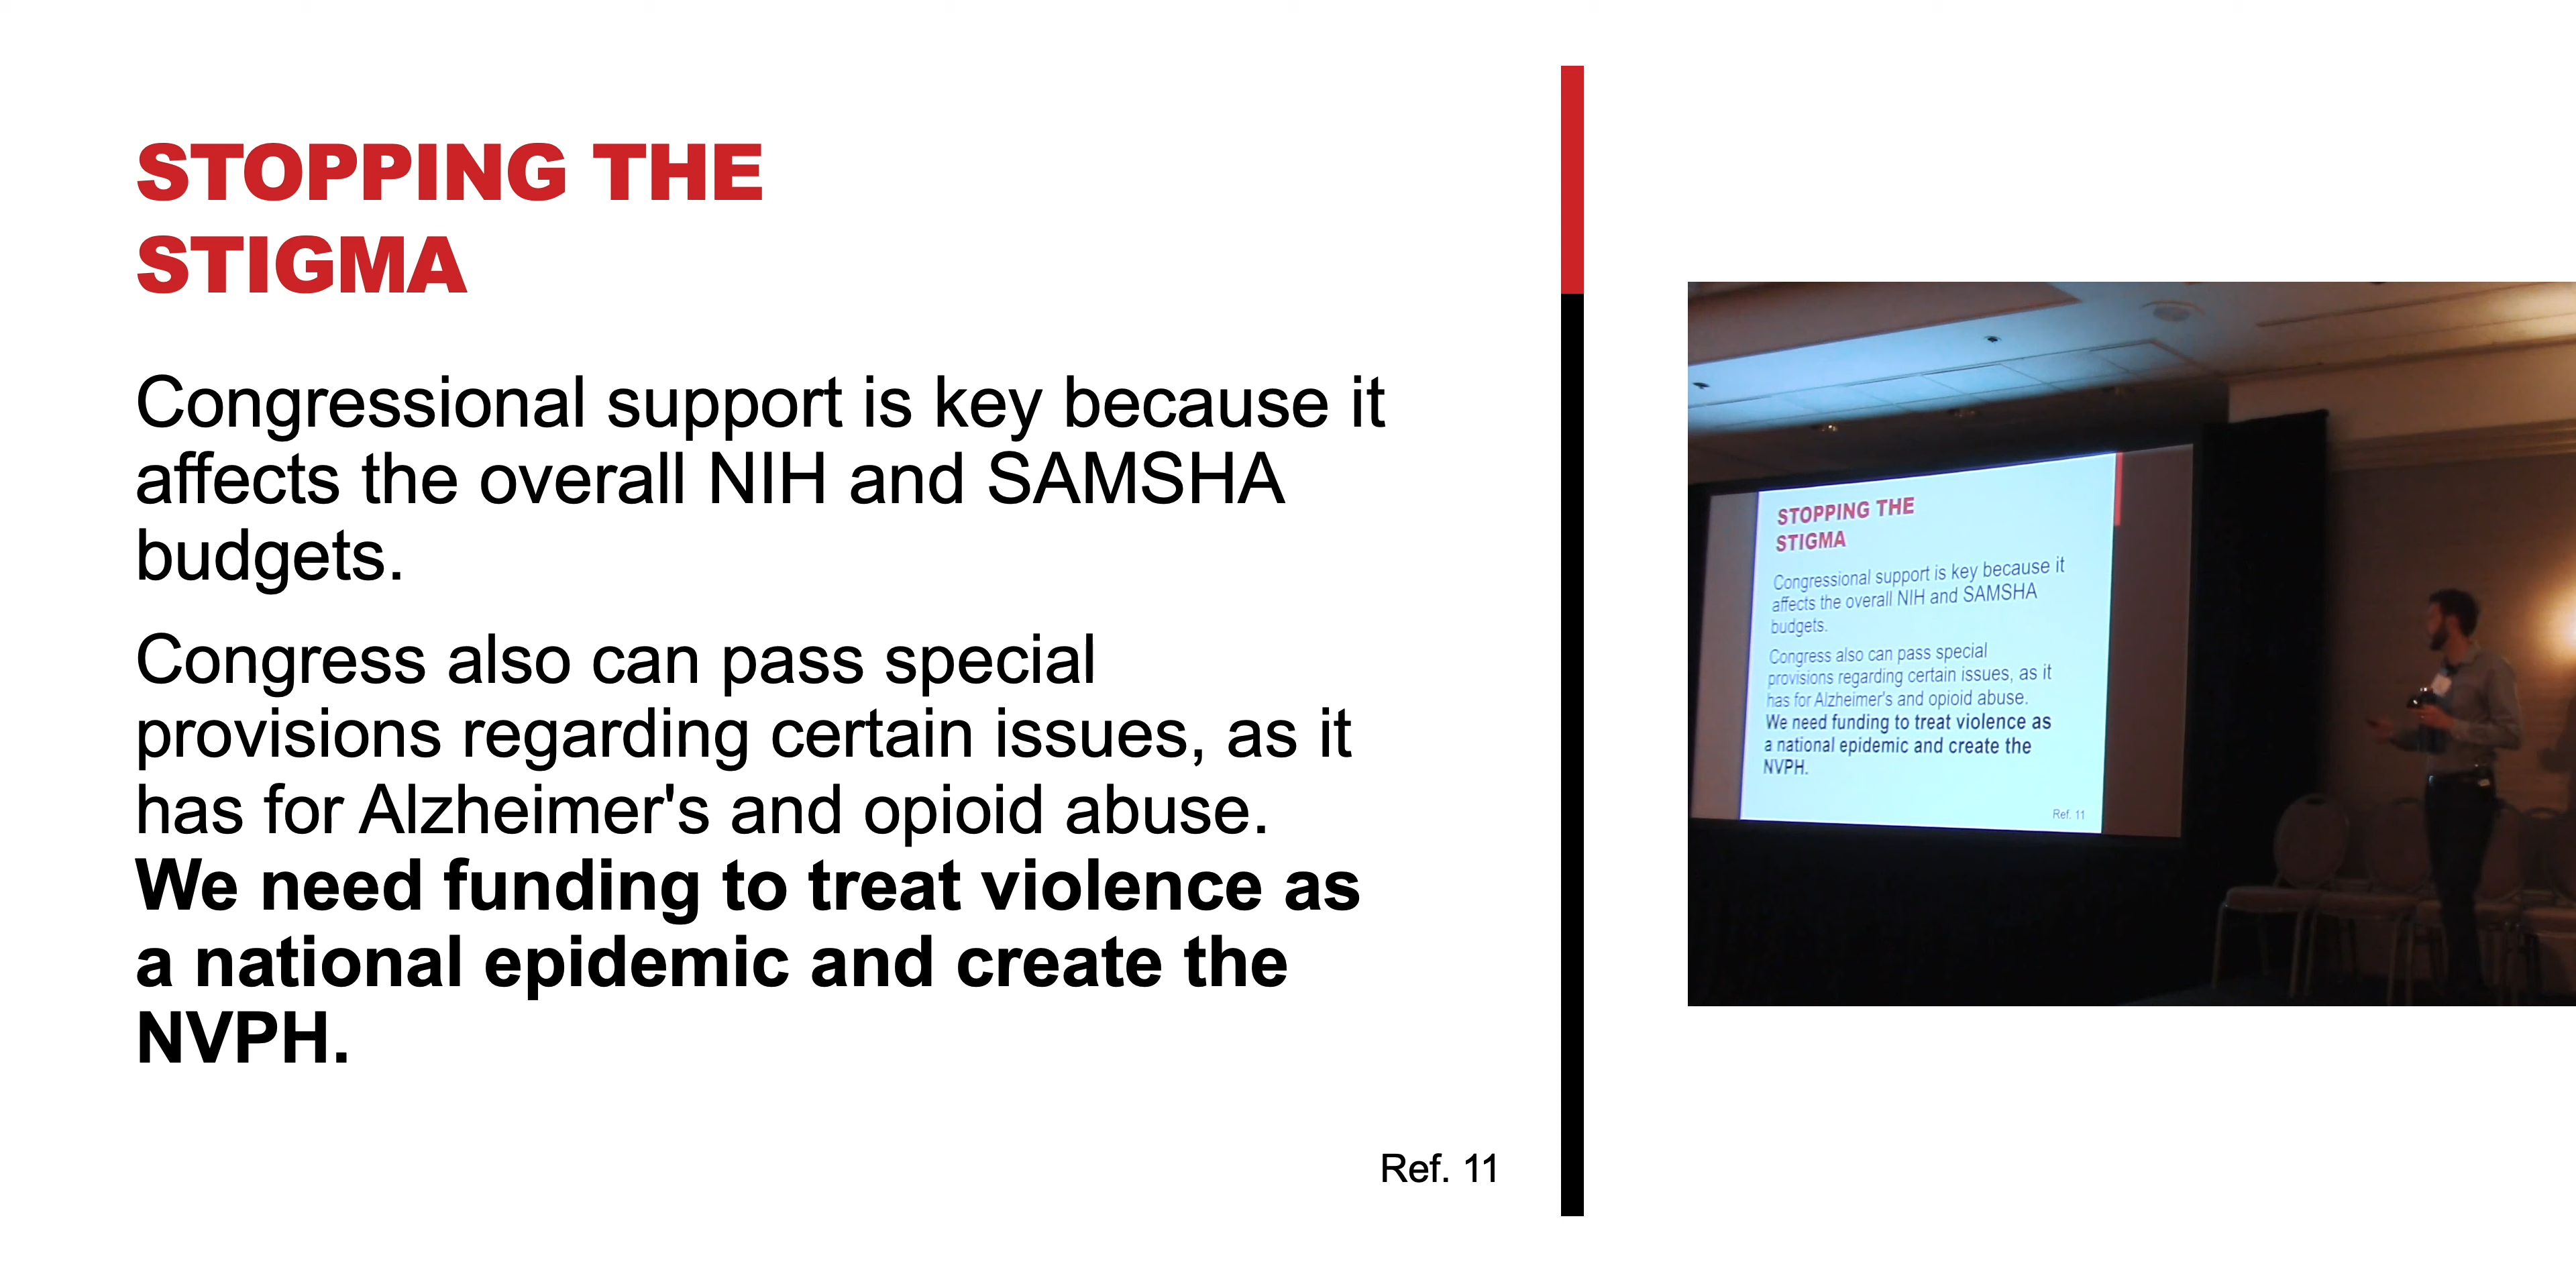 STOPPING THE
STIGMA
Congressional support is key because it
affects the overall NIH and SAMSHA
budgets.
Congress also can pass special
provisions regarding certain issues, as it
has for Alzheimer's and opioid abuse.
We need funding to treat violence as
a national epidemic and create the
NVPH.
Ref. 11
STOPPING THE
STIGMA
Congressional support is key because it
affects the overall NIH and SAMSHA
budgets.
Congress also can pass special
provisions regarding certain issues, as it
has for Alzheimer's and opioid abuse.
We need funding to treat violence as
a national epidemic and create the
NVPH.
Ref. 11